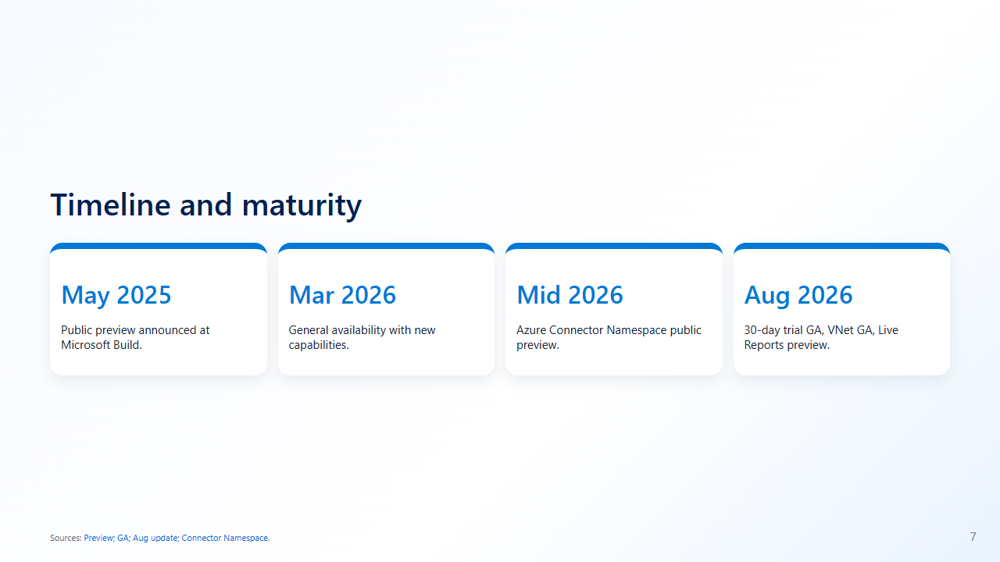 Timeline and maturity
May 2025
Public preview announced at
Microsoft Build.
Mar 2026
General availability with new
capabilities.
Mid 2026
Azure Connector Namespace public
preview.
Aug 2026
30-day trial GA, VNet GA, Live
Reports preview.
Sources: Preview; GA; Aug update; Connector Namespace.
7